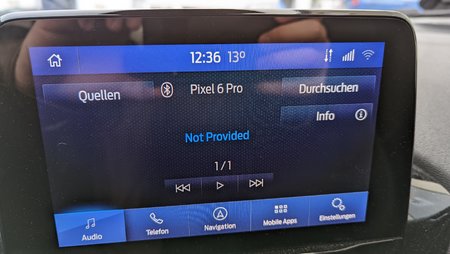 12:36 13°
Quellen
Pixel 6 Pro
Durchsuchen
Info
Not Provided
1/1
Audio
Telefon
Navigation
Mobile Apps
Einstellungen